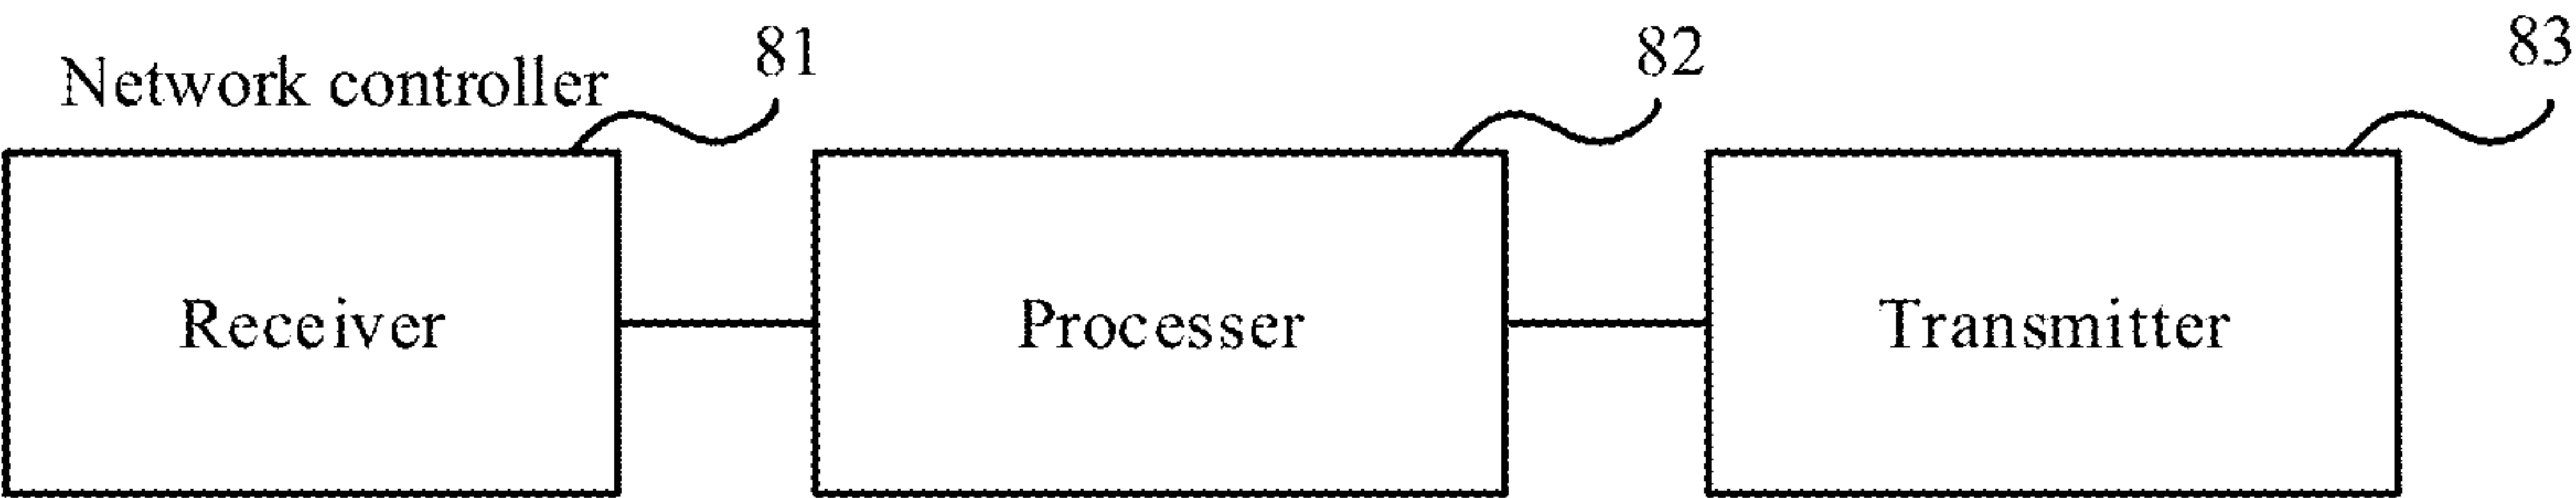 Network controller
81
82
83
Receiver
Processer
Transmitter